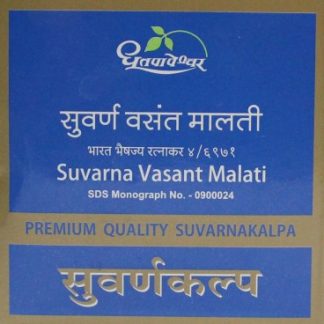 धूतपापेश्वर
सुवर्ण वसंत मालती
भारत भैषज्य रत्नाकर ४/६९७१
Suvarna Vasant Malati
SDS Monograph No. - 0900024
PREMIUM QUALITY SUVARNAKALPA
सुवर्णकल्प